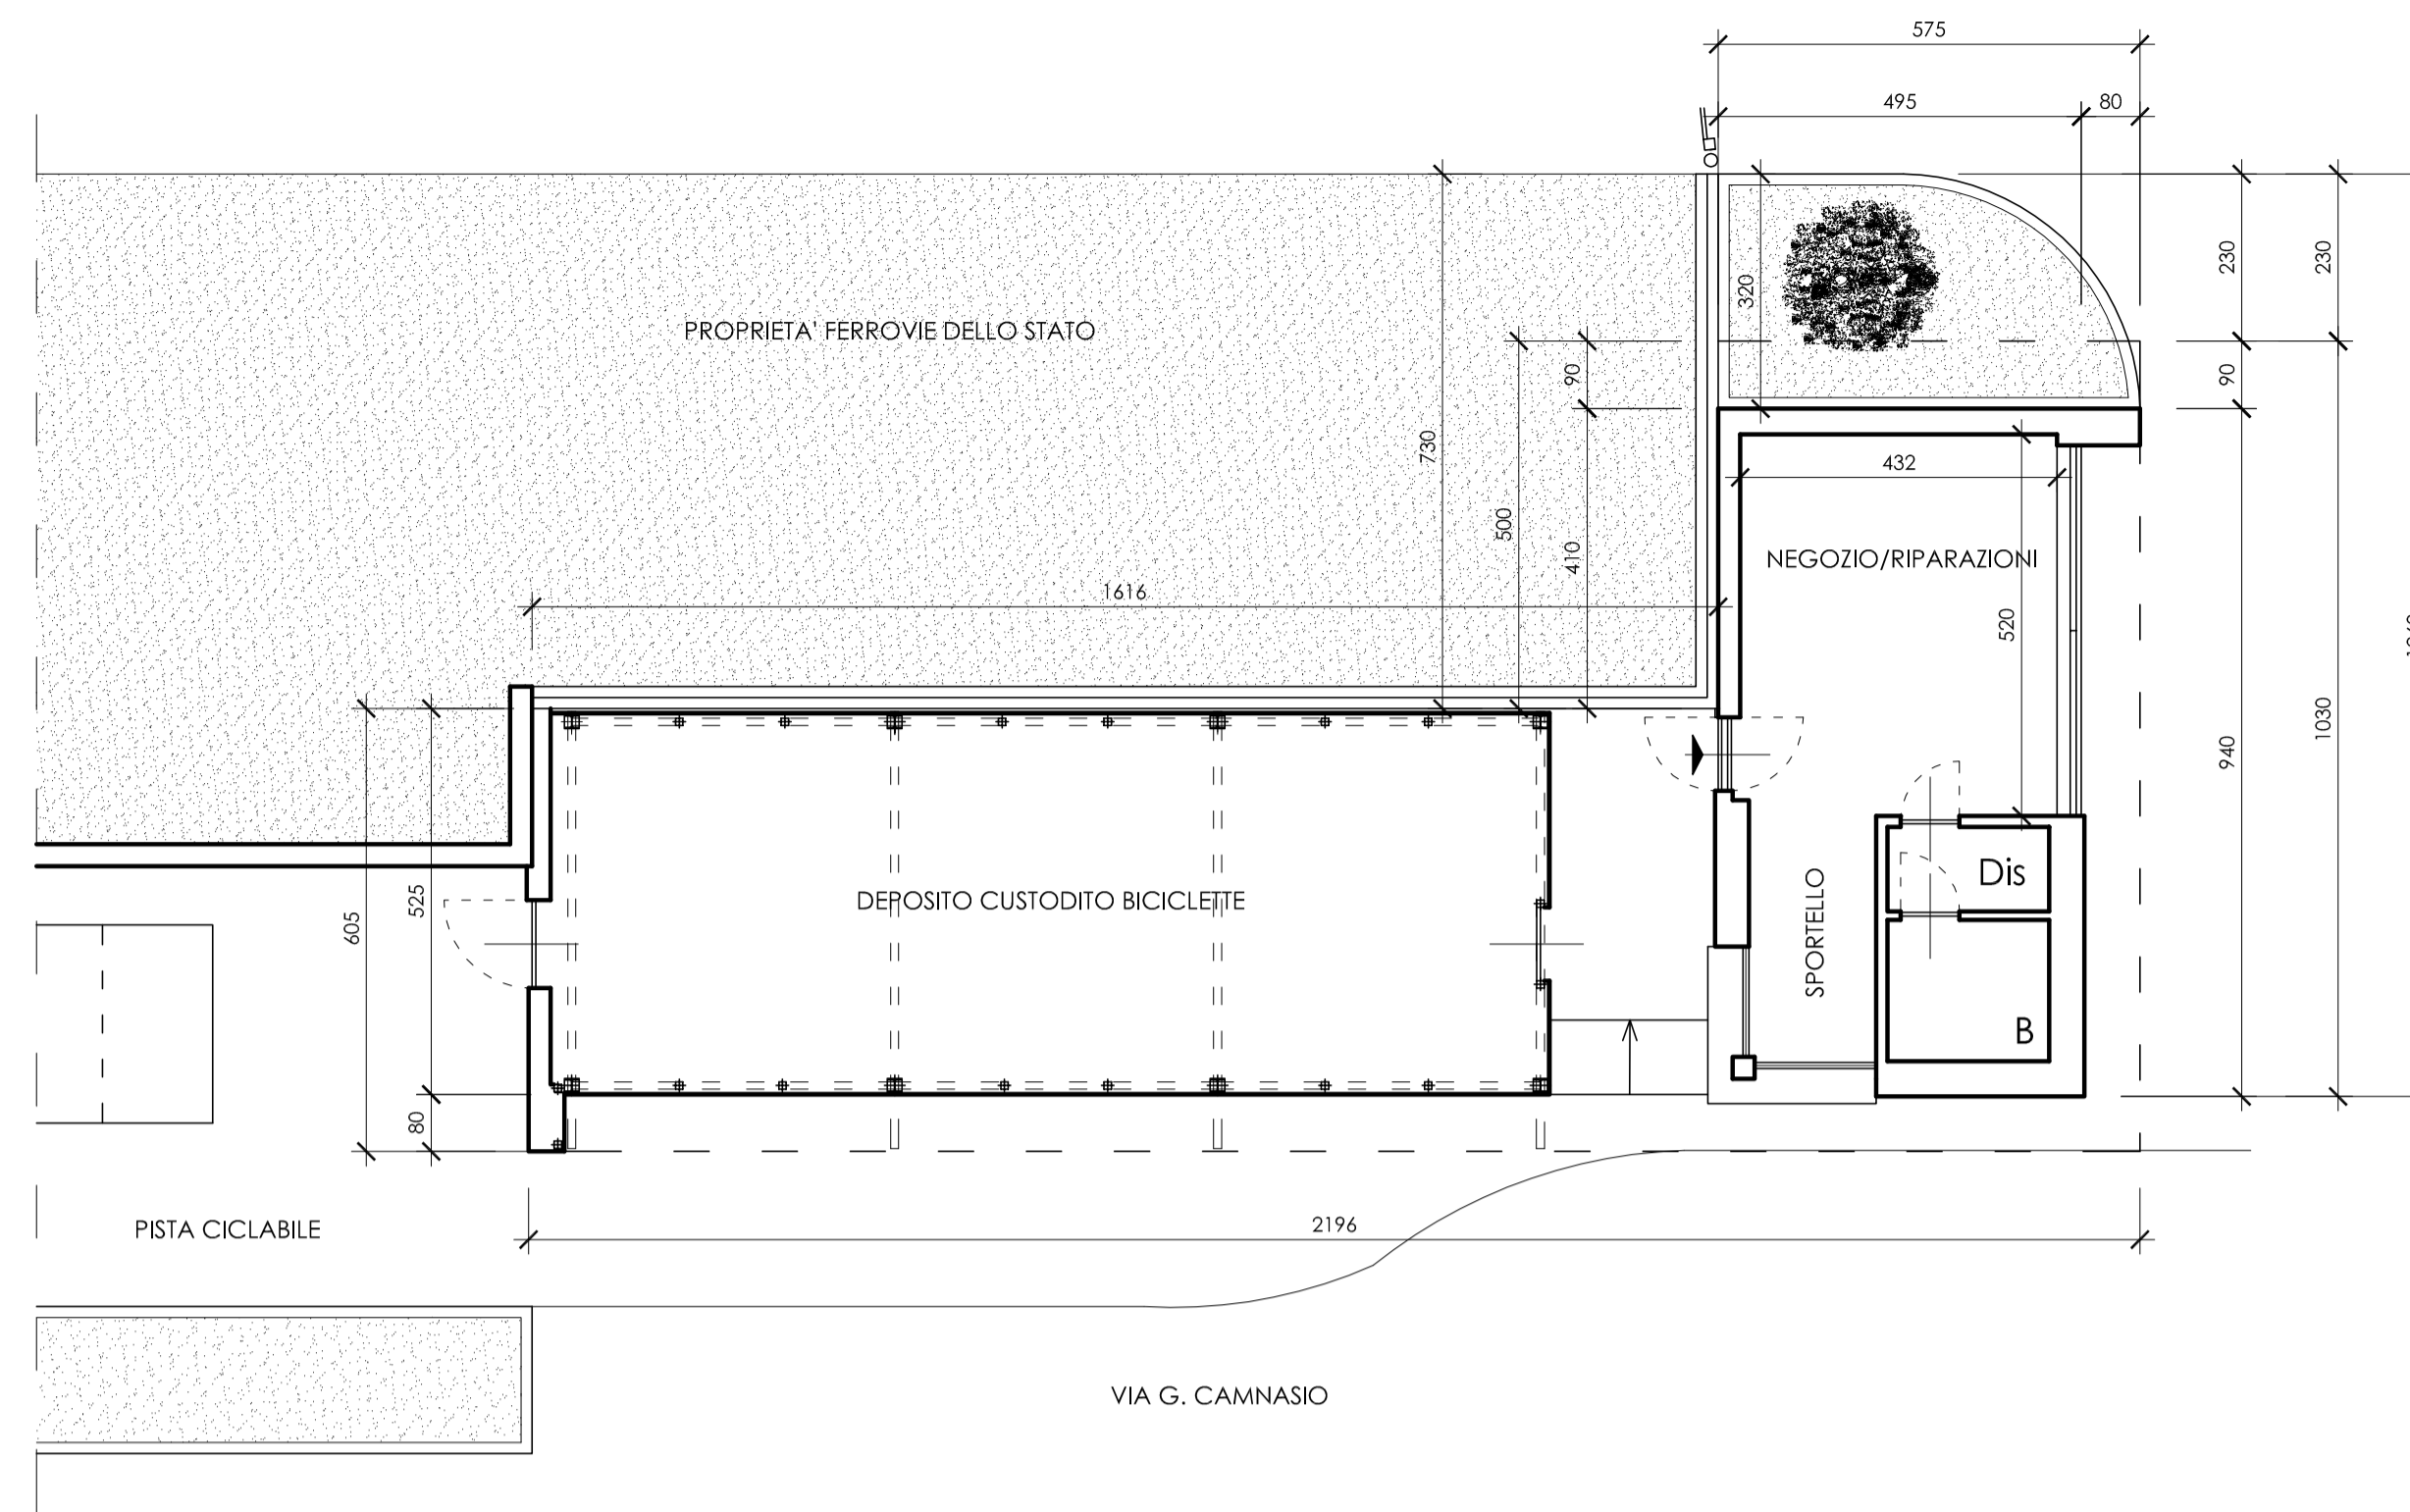 575
495
80
230
230
320
PROPRIETA' FERROVIE DELLO STATO
90
90
730
432
500
410
NEGOZIO/RIPARAZIONI
1616
520
1030
940
Dis
525
605
DEPOSITO CUSTODITO BICICLETTE
SPORTELLO
B
80
PISTA CICLABILE
2196
VIA G. CAMNASIO